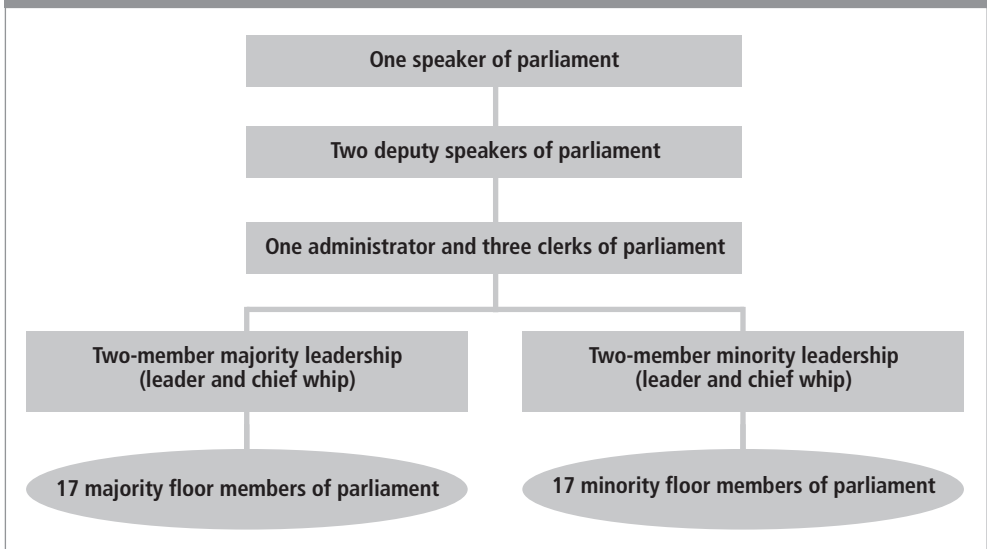 One speaker of parliament
Two deputy speakers of parliament
One administrator and three clerks of parliament
Two-member majority leadership
(leader and chief whip)
Two-member minority leadership
(leader and chief whip)
17 majority floor members of parliament
17 minority floor members of parliament